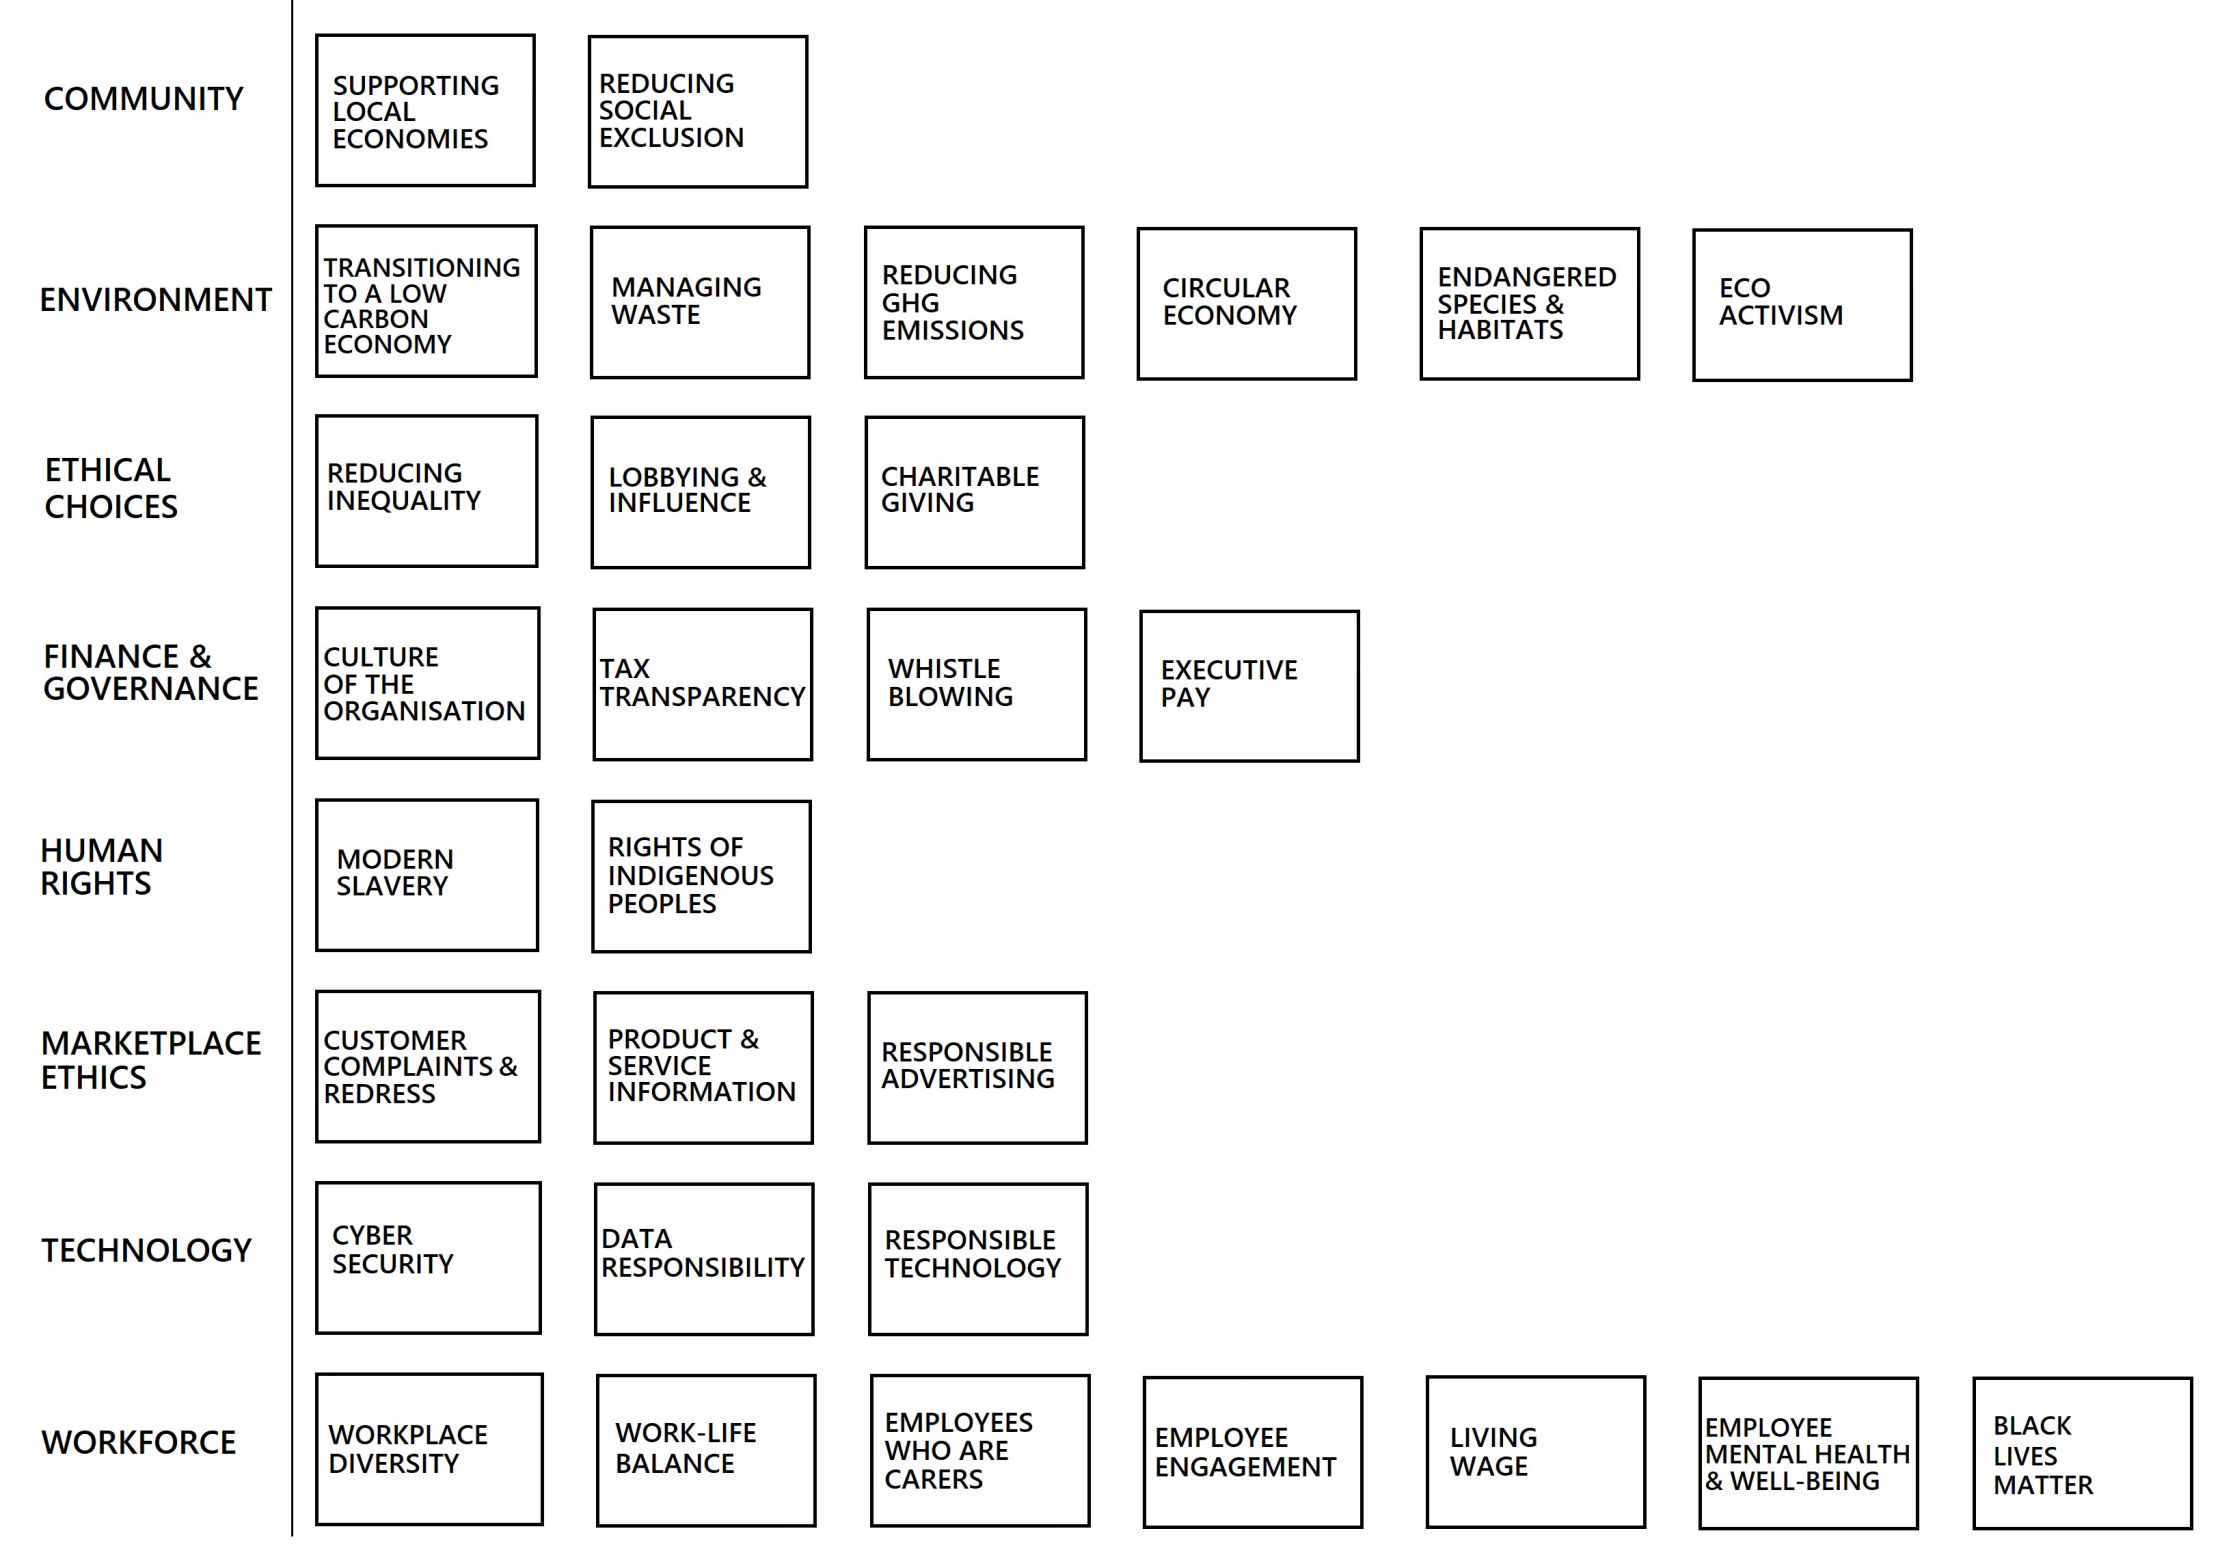 COMMUNITY
SUPPORTING
LOCAL
ECONOMIES
REDUCING
SOCIAL
EXCLUSION
ENVIRONMENT
TRANSITIONING
TO A LOW
CARBON
ECONOMY
MANAGING
WASTE
REDUCING
GHG
EMISSIONS
CIRCULAR
ECONOMY
ENDANGERED
SPECIES &
HABITATS
ECO
ACTIVISM
ETHICAL
CHOICES
REDUCING
INEQUALITY
LOBBYING &
INFLUENCE
CHARITABLE
GIVING
FINANCE &
GOVERNANCE
CULTURE
OF THE
ORGANISATION
TAX
TRANSPARENCY
WHISTLE
BLOWING
EXECUTIVE
PAY
HUMAN
RIGHTS
MODERN
SLAVERY
RIGHTS OF
INDIGENOUS
PEOPLES
MARKETPLACE
ETHICS
CUSTOMER
COMPLAINTS &
REDRESS
PRODUCT &
SERVICE
INFORMATION
RESPONSIBLE
ADVERTISING
TECHNOLOGY
CYBER
SECURITY
DATA
RESPONSIBILITY
RESPONSIBLE
TECHNOLOGY
WORKFORCE
WORKPLACE
DIVERSITY
WORK-LIFE
BALANCE
EMPLOYEES
WHO ARE
CARERS
EMPLOYEE
ENGAGEMENT
LIVING
WAGE
EMPLOYEE
MENTAL HEALTH
& WELL-BEING
BLACK
LIVES
MATTER